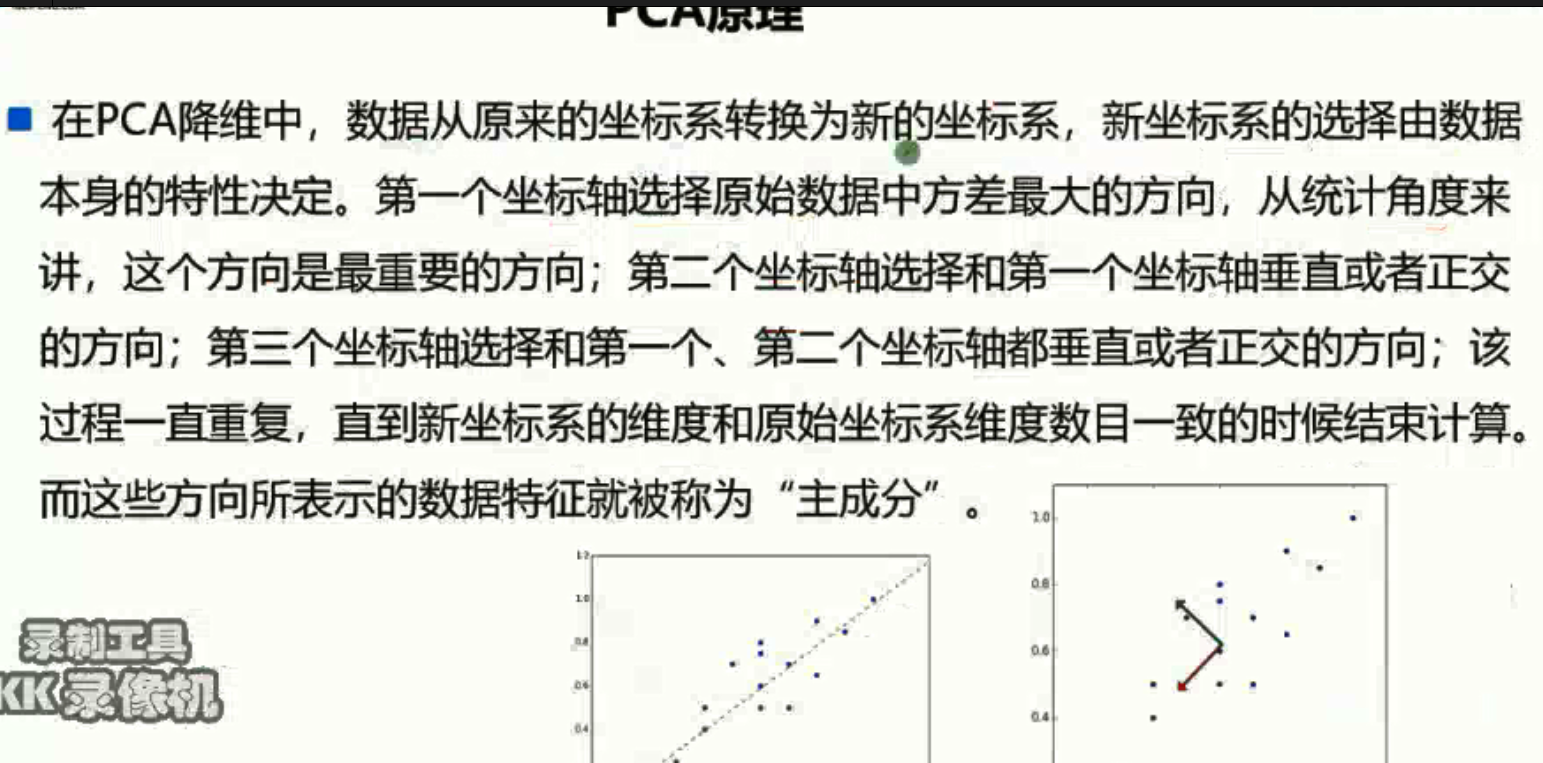 PCA原理
■ 在PCA降维中，数据从原来的坐标系转换为新的坐标系，新坐标系的选择由数据
本身的特性决定。第一个坐标轴选择原始数据中方差最大的方向，从统计角度来
讲，这个方向是最重要的方向；第二个坐标轴选择和第一个坐标轴垂直或者正交
的方向；第三个坐标轴选择和第一个、第二个坐标轴都垂直或者正交的方向；该
过程一直重复，直到新坐标系的维度和原始坐标系维度数目一致的时候结束计算。
而这些方向所表示的数据特征就被称为“主成分”。
1.2
1.0
0.8
0.6
0.4
1.0
0.8
0.6
0.4
录制工具
KK录像机